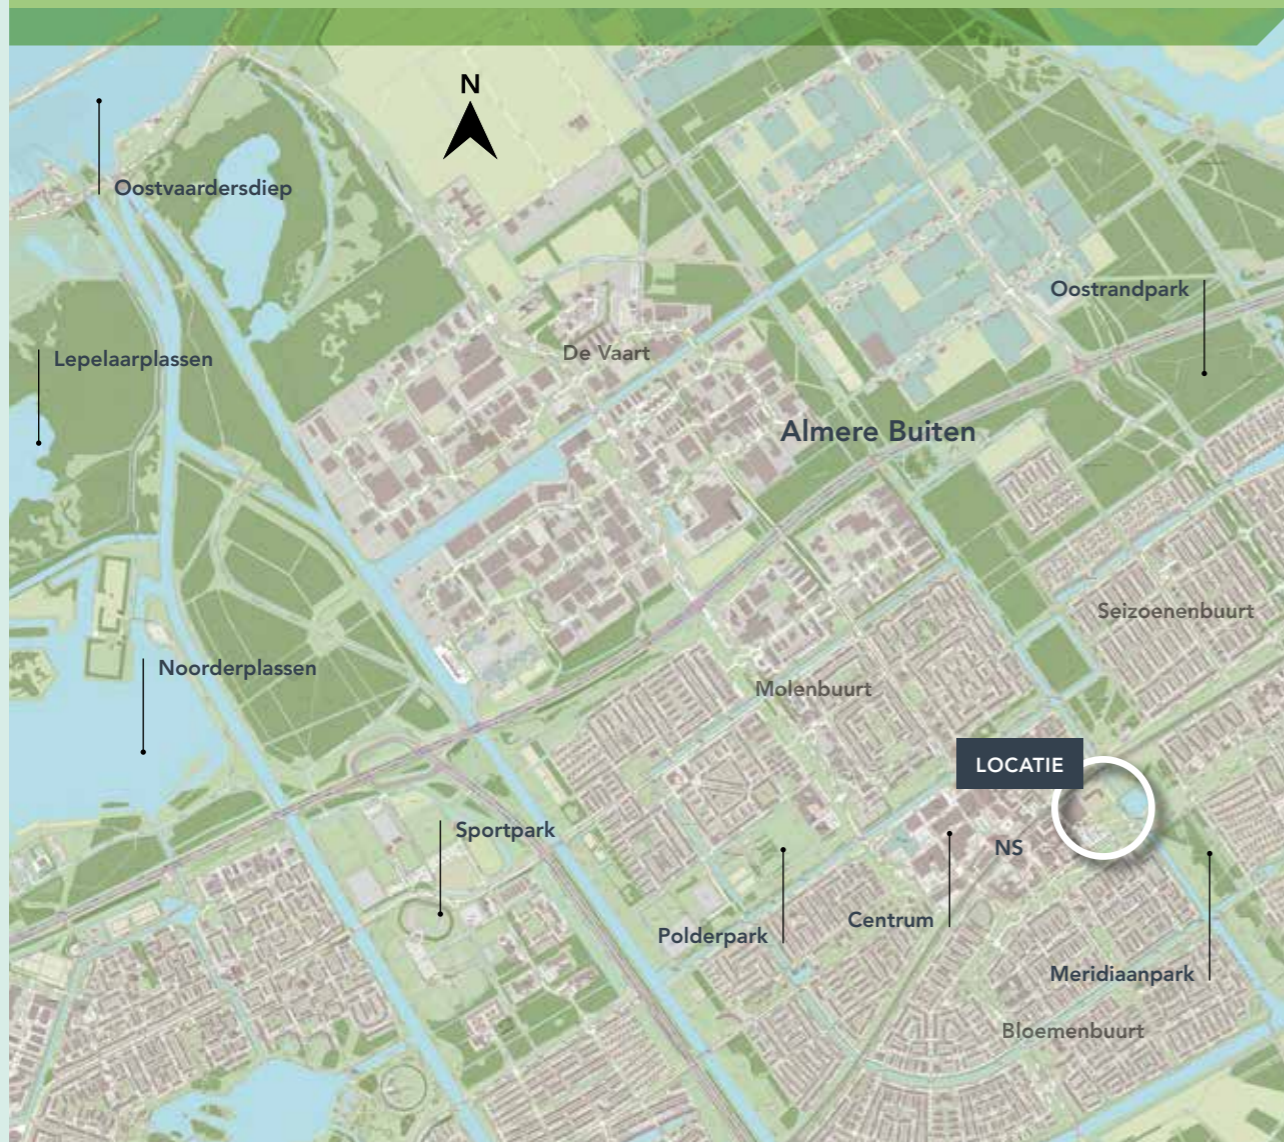 N
Oostvaardersdiep
Oostrandpark
Lepelaarplassen
De Vaart
Almere Buiten
Seizoenenbuurt
Noorderplassen
Molenbuurt
LOCATIE
Sportpark
NS
Centrum
Polderpark
Meridiaanpark
Bloemenbuurt